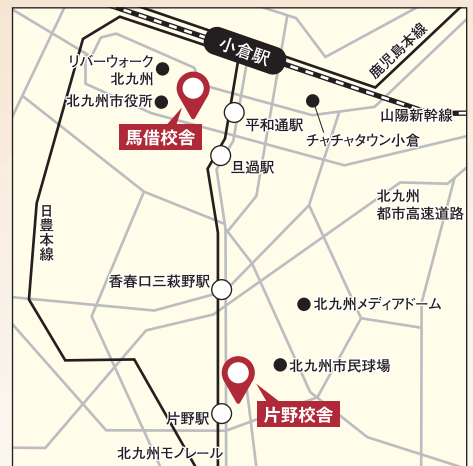 小倉駅
鹿児島本線
リバーウォーク
北九州
北九州市役所
馬借校舎
平和通駅
山陽新幹線
チャチャタウン小倉
旦過駅
北九州
都市高速道路
日豊本線
香春口三萩野駅
北九州メディアドーム
北九州市民球場
片野駅
片野校舎
北九州モノレール